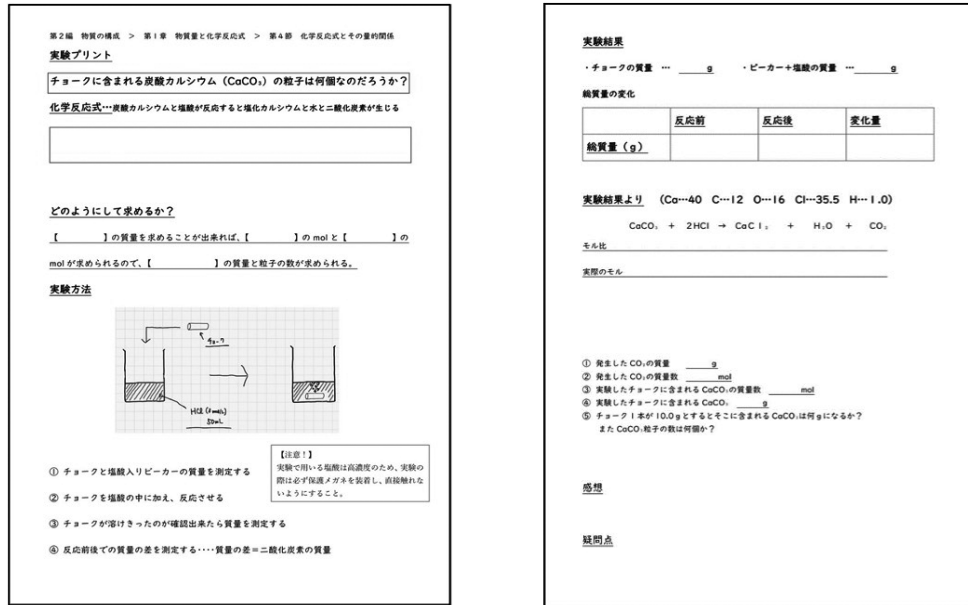 第2編 物質の構成 > 第1章 物質量と化学反応式 > 第4節 化学反応式とその量的関係
実験プリント
チョークに含まれる炭酸カルシウム（CaCO₃）の粒子は何個なのだろうか？
化学反応式…炭酸カルシウムと塩酸が反応すると塩化カルシウムと水と二酸化炭素が生じる
どのようにして求めるか？
【　　　　】の質量を求めることが出来れば、【　　　　】のmolと【　　　　】の
molが求められるので、【　　　　】の質量と粒子の数が求められる。
実験方法
チョーク
HCl (2mol/L)
50mL
① チョークと塩酸入りビーカーの質量を測定する
② チョークを塩酸の中に加え、反応させる
③ チョークが溶けきったのが確認出来たら質量を測定する
④ 反応前後での質量の差を測定する‥‥質量の差＝二酸化炭素の質量
【注意！】
実験で用いる塩酸は高濃度のため、実験の
際は必ず保護メガネを装着し、直接触れな
いようにすること。
実験結果
・チョークの質量 … ＿＿＿g　・ビーカー＋塩酸の質量 …＿＿＿g
総質量の変化
反応前　反応後　変化量
総質量（g）
実験結果より （Ca…40 C…12 O…16 Cl…35.5 H…1.0）
CaCO₃ ＋ 2HCl → CaCl₂ ＋ H₂O ＋ CO₂
モル比
実際のモル
① 発生したCO₂の質量 ＿＿＿g
② 発生したCO₂の質量数 ＿＿＿mol
③ 実験したチョークに含まれるCaCO₃の質量数 ＿＿＿mol
④ 実験したチョークに含まれるCaCO₃ ＿＿＿g
⑤ チョーク1本が10.0gとするとそこに含まれるCaCO₃は何gになるか？
またCaCO₃粒子の数は何個か？
感想
疑問点